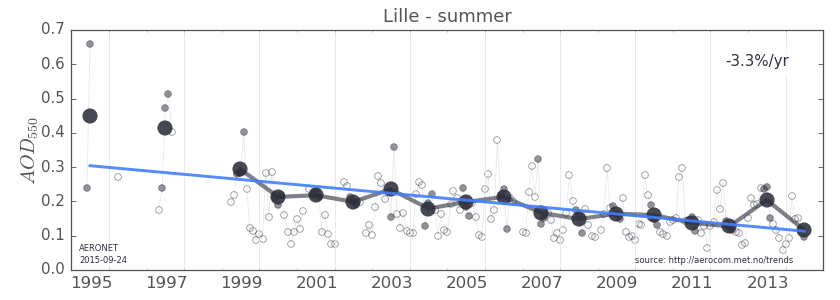 Lille - summer
0.7
0.6
0.5
0.4
0.3
0.2
0.1
0.0
AOD550
-3.3%/yr
AERONET
2015-09-24
source: http://aerocom.met.no/trends
1995 1997 1999 2001 2003 2005 2007 2009 2011 2013